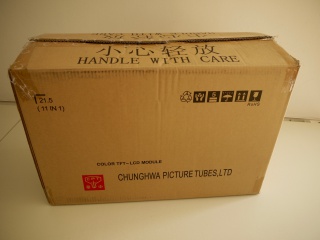 小心轻放
HANDLE WITH CARE
21.5
(11 IN 1)
RoHS
COLOR TFT-LCD MODULE
CHUNGHWA PICTURE TUBES,LTD